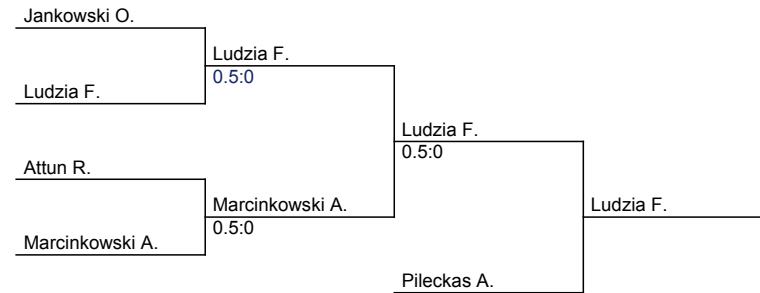 Jankowski O.
Ludzia F.
0.5:0
Ludzia F.
Ludzia F.
0.5:0
Attun R.
Marcinkowski A.
Ludzia F.
0.5:0
Marcinkowski A.
Pileckas A.